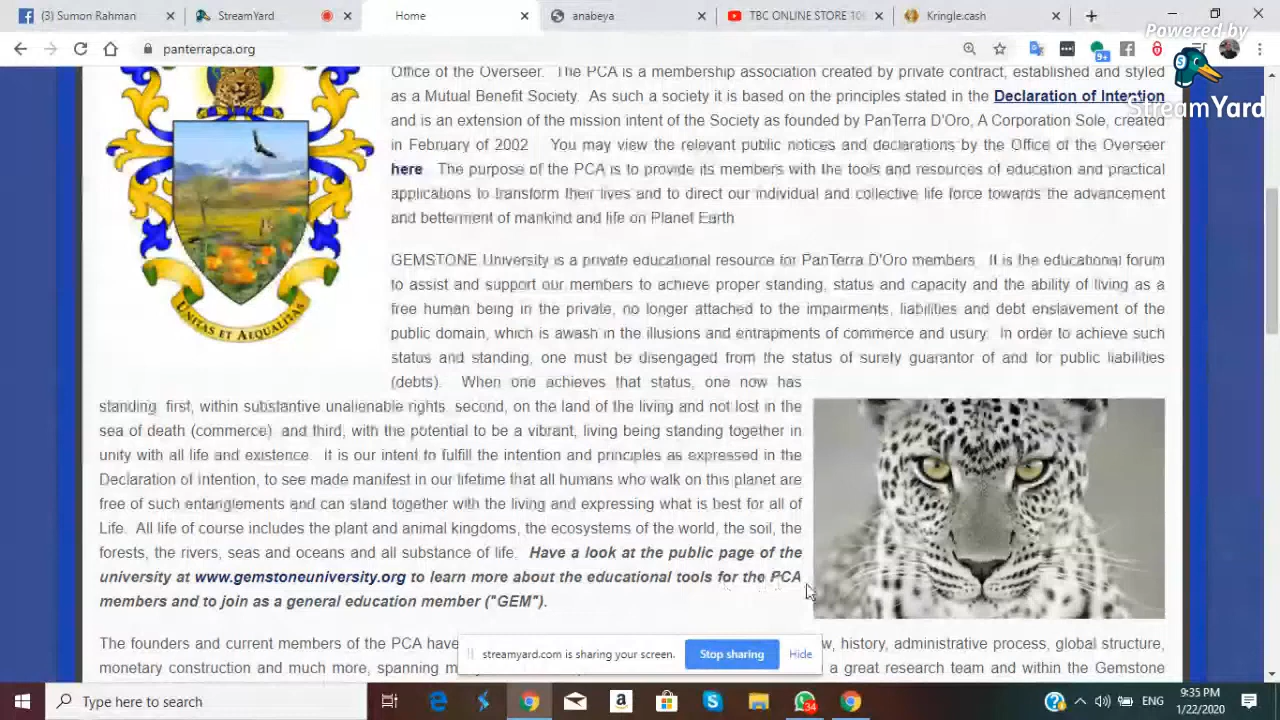 (3) Sumon Rahman
StreamYard
Home
anabeya
TBC ONLINE STORE 10
Kringle.cash
Powered by
panterrapca.org
9+
StreamYard
Office of the Overseer. The PCA is a membership association created by private contract, established and styled
as a Mutual Benefit Society. As such a society it is based on the principles stated in the Declaration of Intention
and is an extension of the mission intent of the Society as founded by PanTerra D'Oro, A Corporation Sole, created
in February of 2002 You may view the relevant public notices and declarations by the Office of the Overseer
here The purpose of the PCA is to provide its members with the tools and resources of education and practical
applications to transform their lives and to direct our individual and collective life force towards the advancement
and betterment of mankind and life on Planet Earth
UNITAS ET AEQUALITAS
GEMSTONE University is a private educational resource for PanTerra D'Oro members. It is the educational forum
to assist and support our members to achieve proper standing, status and capacity and the ability of living as a
free human being in the private, no longer attached to the impairments, liabilities and debt enslavement of the
public domain, which is awash in the illusions and entrapments of commerce and usury. In order to achieve such
status and standing, one must be disengaged from the status of surely guarantor of and for public liabilities
(debts). When one achieves that status, one now has
standing first, within substantive unalienable rights second, on the land of the living and not lost in the
sea of death (commerce) and third, with the potential to be a vibrant, living being standing together in
unity with all life and existence. It is our intent to fulfill the intention and principles as expressed in the
Declaration of Intention, to see made manifest in our lifetime that all humans who walk on this planet are
free of such entanglements and can stand together with the living and expressing what is best for all of
Life. All life of course includes the plant and animal kingdoms, the ecosystems of the world, the soil, the
forests, the rivers, seas and oceans and all substance of life. Have a look at the public page of the
university at www.gemstoneuniversity.org to learn more about the educational tools for the PCA
members and to join as a general education member ("GEM").
The founders and current members of the PCA have w, history, administrative process, global structure,
streamyard.com is sharing your screen. Stop sharing Hide
monetary construction and much more, spanning a great research team and within the Gemstone
Type here to search
34
ENG
9:35 PM
1/22/2020